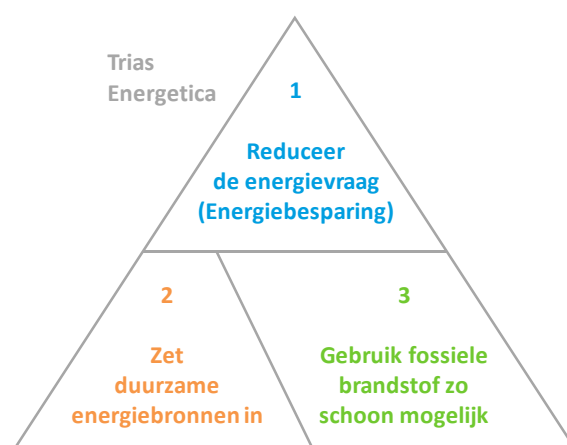 Trias
Energetica
1
Reduceer
de energievraag
(Energiebesparing)
2
Zet
duurzame
energiebronnen in
3
Gebruik fossiele
brandstof zo
schoon mogelijk